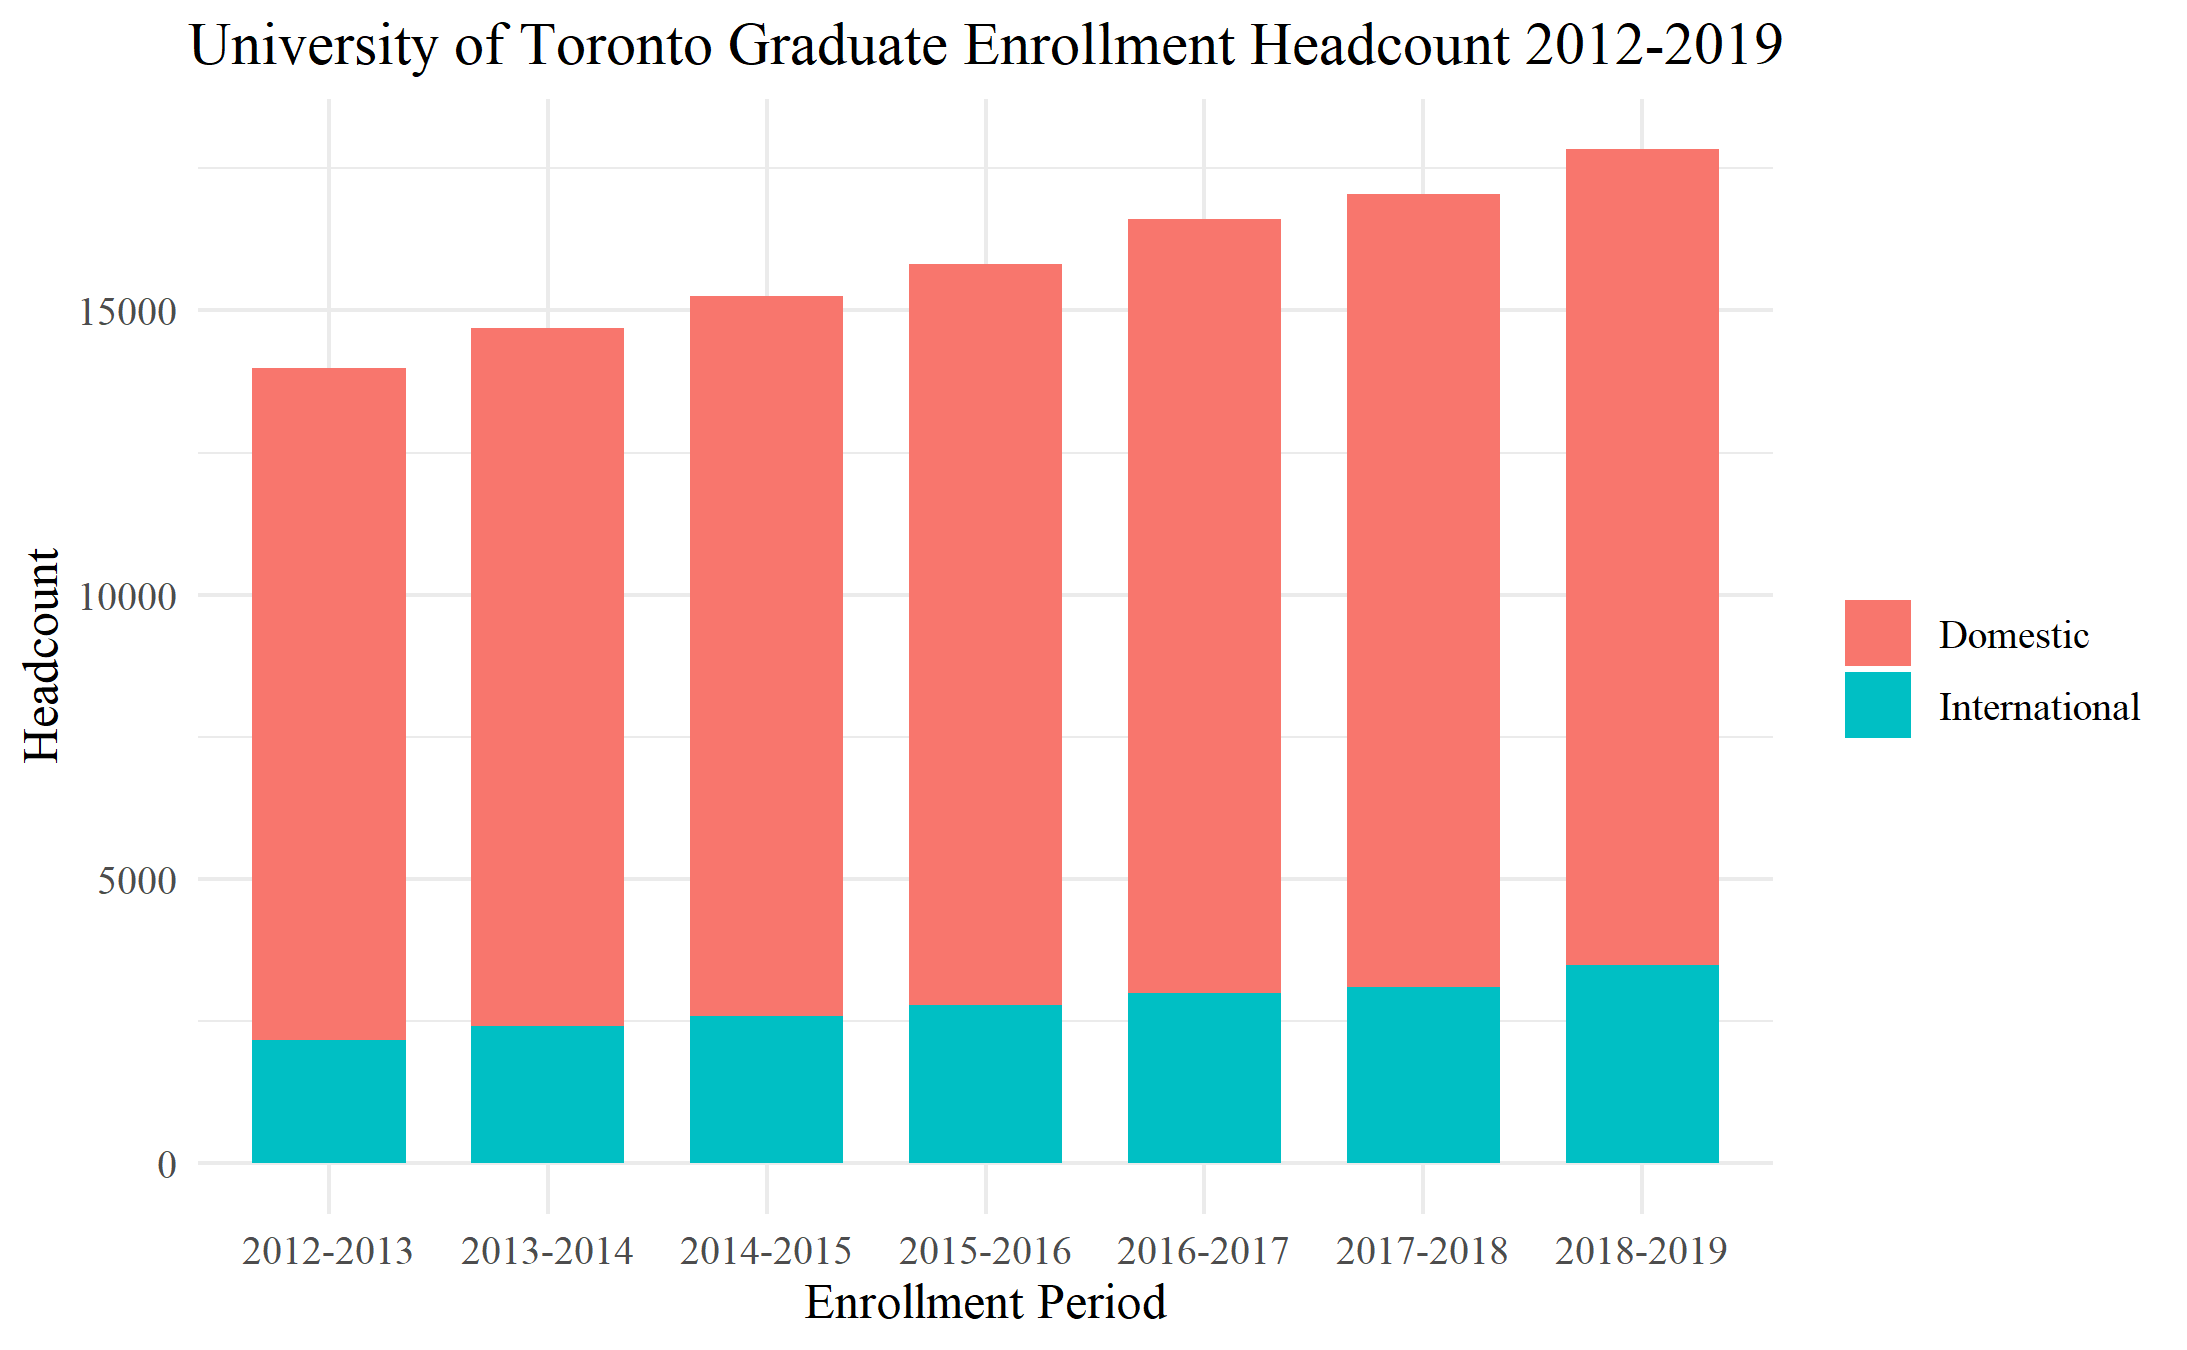 University of Toronto Graduate Enrollment Headcount 2012-2019
Headcount
15000
10000
5000
0
2012-2013 2013-2014 2014-2015 2015-2016 2016-2017 2017-2018 2018-2019
Enrollment Period
Domestic
International